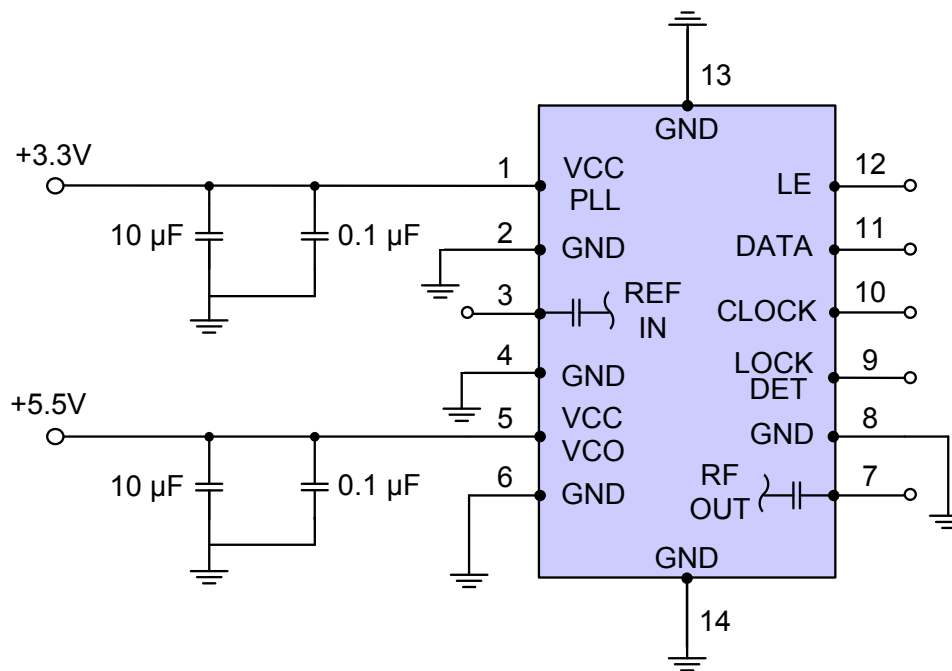 13
GND
+3.3V
1
VCC
PLL
12
LE
10 µF
0.1 µF
2
GND
11
DATA
3
REF
IN
10
CLOCK
4
GND
9
LOCK
DET
+5.5V
5
VCC
VCO
8
GND
10 µF
0.1 µF
6
GND
7
RF
OUT
GND
14